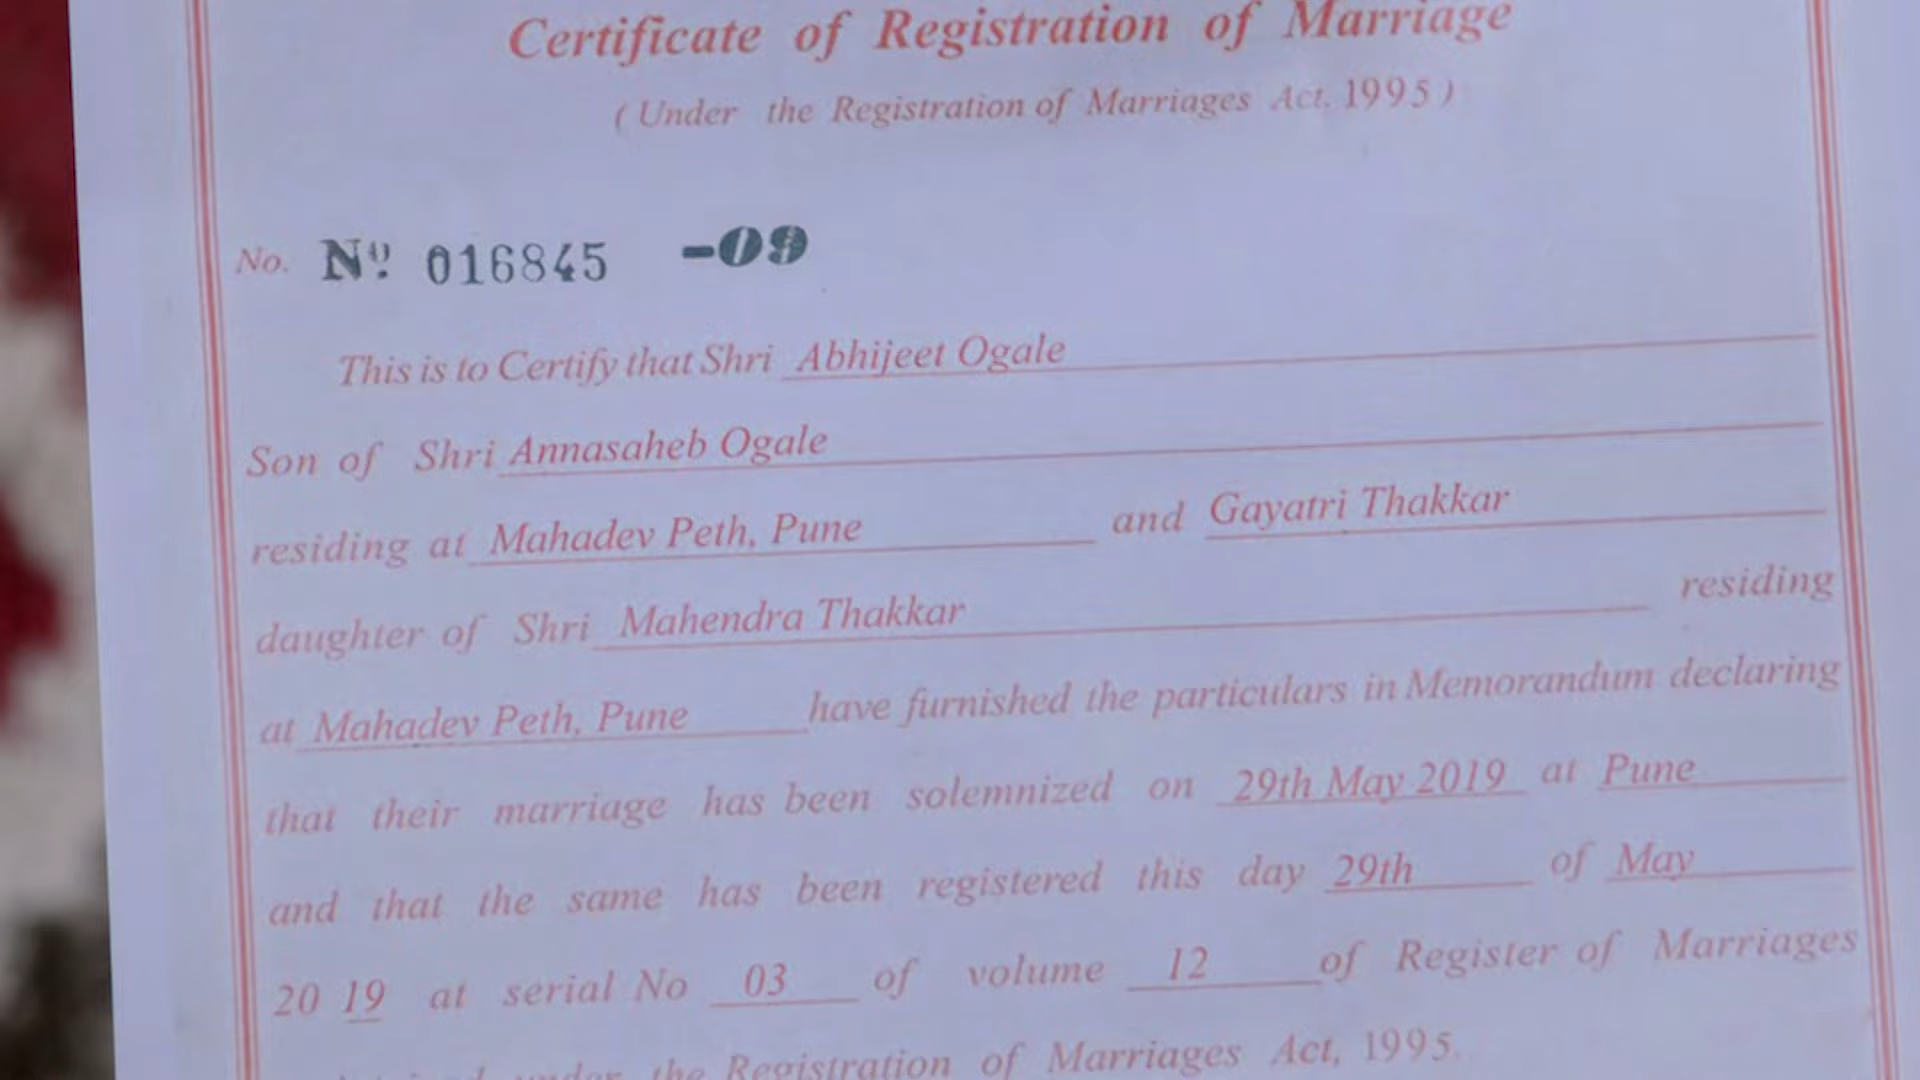 Certificate of Registration of Marriage
( Under the Registration of Marriages Act, 1995 )
No. Nº 016845 -09
This is to Certify that Shri Abhijeet Ogale
Son of Shri Annasaheb Ogale
residing at Mahadev Peth, Pune and Gayatri Thakkar
daughter of Shri Mahendra Thakkar residing
at Mahadev Peth, Pune have furnished the particulars in Memorandum declaring
that their marriage has been solemnized on 29th May 2019 at Pune
and that the same has been registered this day 29th of May
20 19 at serial No 03 of volume 12 of Register of Marriages
under the Registration of Marriages Act, 1995.